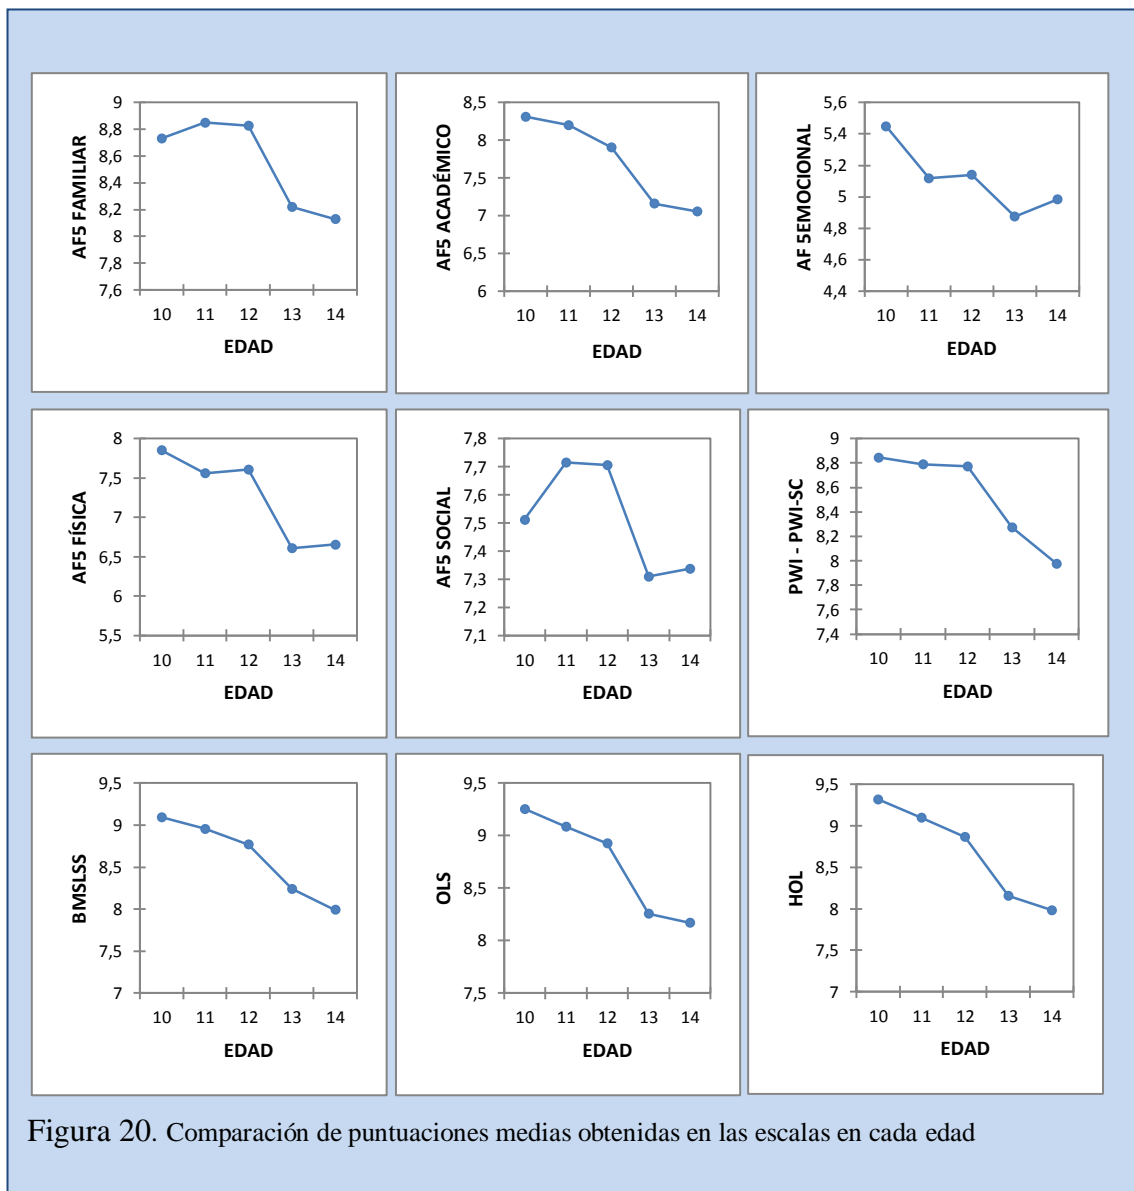 AF5 FAMILIAR
9
8,8
8,6
8,4
8,2
8
7,8
7,6
10 11 12 13 14
EDAD
AF5 ACADÉMICO
8,5
8
7,5
7
6,5
6
10 11 12 13 14
EDAD
AF 5EMOCIONAL
5,6
5,4
5,2
5
4,8
4,6
4,4
10 11 12 13 14
EDAD
AF5 FÍSICA
8
7,5
7
6,5
6
5,5
10 11 12 13 14
EDAD
AF5 SOCIAL
7,8
7,7
7,6
7,5
7,4
7,3
7,2
7,1
10 11 12 13 14
EDAD
PWI - PWI-SC
9
8,8
8,6
8,4
8,2
8
7,8
7,6
7,4
10 11 12 13 14
EDAD
BMSLSS
9,5
9
8,5
8
7,5
7
10 11 12 13 14
EDAD
OLS
9,5
9
8,5
8
7,5
10 11 12 13 14
EDAD
HOL
9,5
9
8,5
8
7,5
7
10 11 12 13 14
EDAD
Figura 20. Comparación de puntuaciones medias obtenidas en las escalas en cada edad